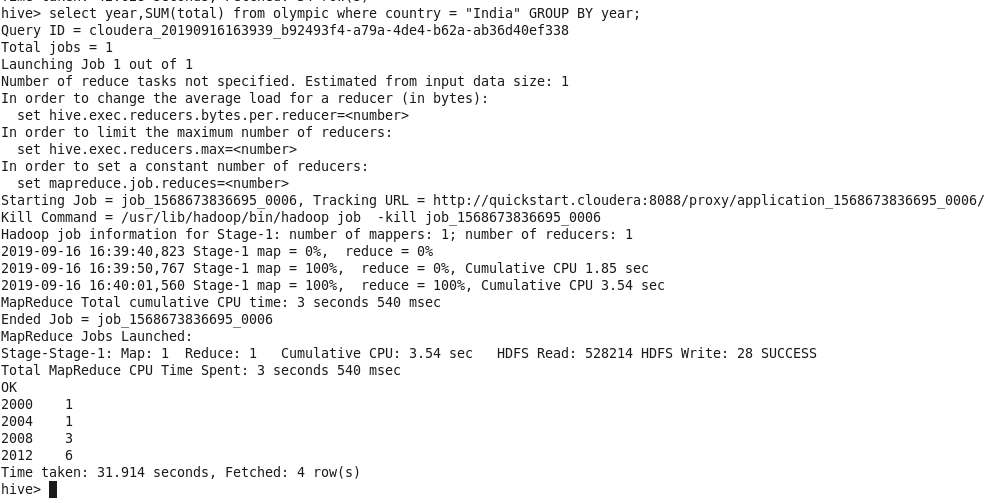 hive> select year,SUM(total) from olympic where country = "India" GROUP BY year;
Query ID = cloudera_20190916163939_b92493f4-a79a-4de4-b62a-ab36d40ef338
Total jobs = 1
Launching Job 1 out of 1
Number of reduce tasks not specified. Estimated from input data size: 1
In order to change the average load for a reducer (in bytes):
  set hive.exec.reducers.bytes.per.reducer=<number>
In order to limit the maximum number of reducers:
  set hive.exec.reducers.max=<number>
In order to set a constant number of reducers:
  set mapreduce.job.reduces=<number>
Starting Job = job_1568673836695_0006, Tracking URL = http://quickstart.cloudera:8088/proxy/application_1568673836695_0006/
Kill Command = /usr/lib/hadoop/bin/hadoop job  -kill job_1568673836695_0006
Hadoop job information for Stage-1: number of mappers: 1; number of reducers: 1
2019-09-16 16:39:40,823 Stage-1 map = 0%,  reduce = 0%
2019-09-16 16:39:50,767 Stage-1 map = 100%,  reduce = 0%, Cumulative CPU 1.85 sec
2019-09-16 16:40:01,560 Stage-1 map = 100%,  reduce = 100%, Cumulative CPU 3.54 sec
MapReduce Total cumulative CPU time: 3 seconds 540 msec
Ended Job = job_1568673836695_0006
MapReduce Jobs Launched:
Stage-Stage-1: Map: 1  Reduce: 1   Cumulative CPU: 3.54 sec   HDFS Read: 528214 HDFS Write: 28 SUCCESS
Total MapReduce CPU Time Spent: 3 seconds 540 msec
OK
2000    1
2004    1
2008    3
2012    6
Time taken: 31.914 seconds, Fetched: 4 row(s)
hive>